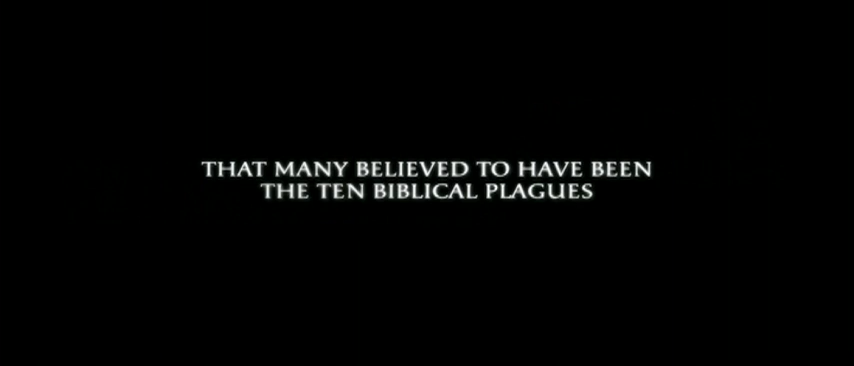 THAT MANY BELIEVED TO HAVE BEEN
THE TEN BIBLICAL PLAGUES